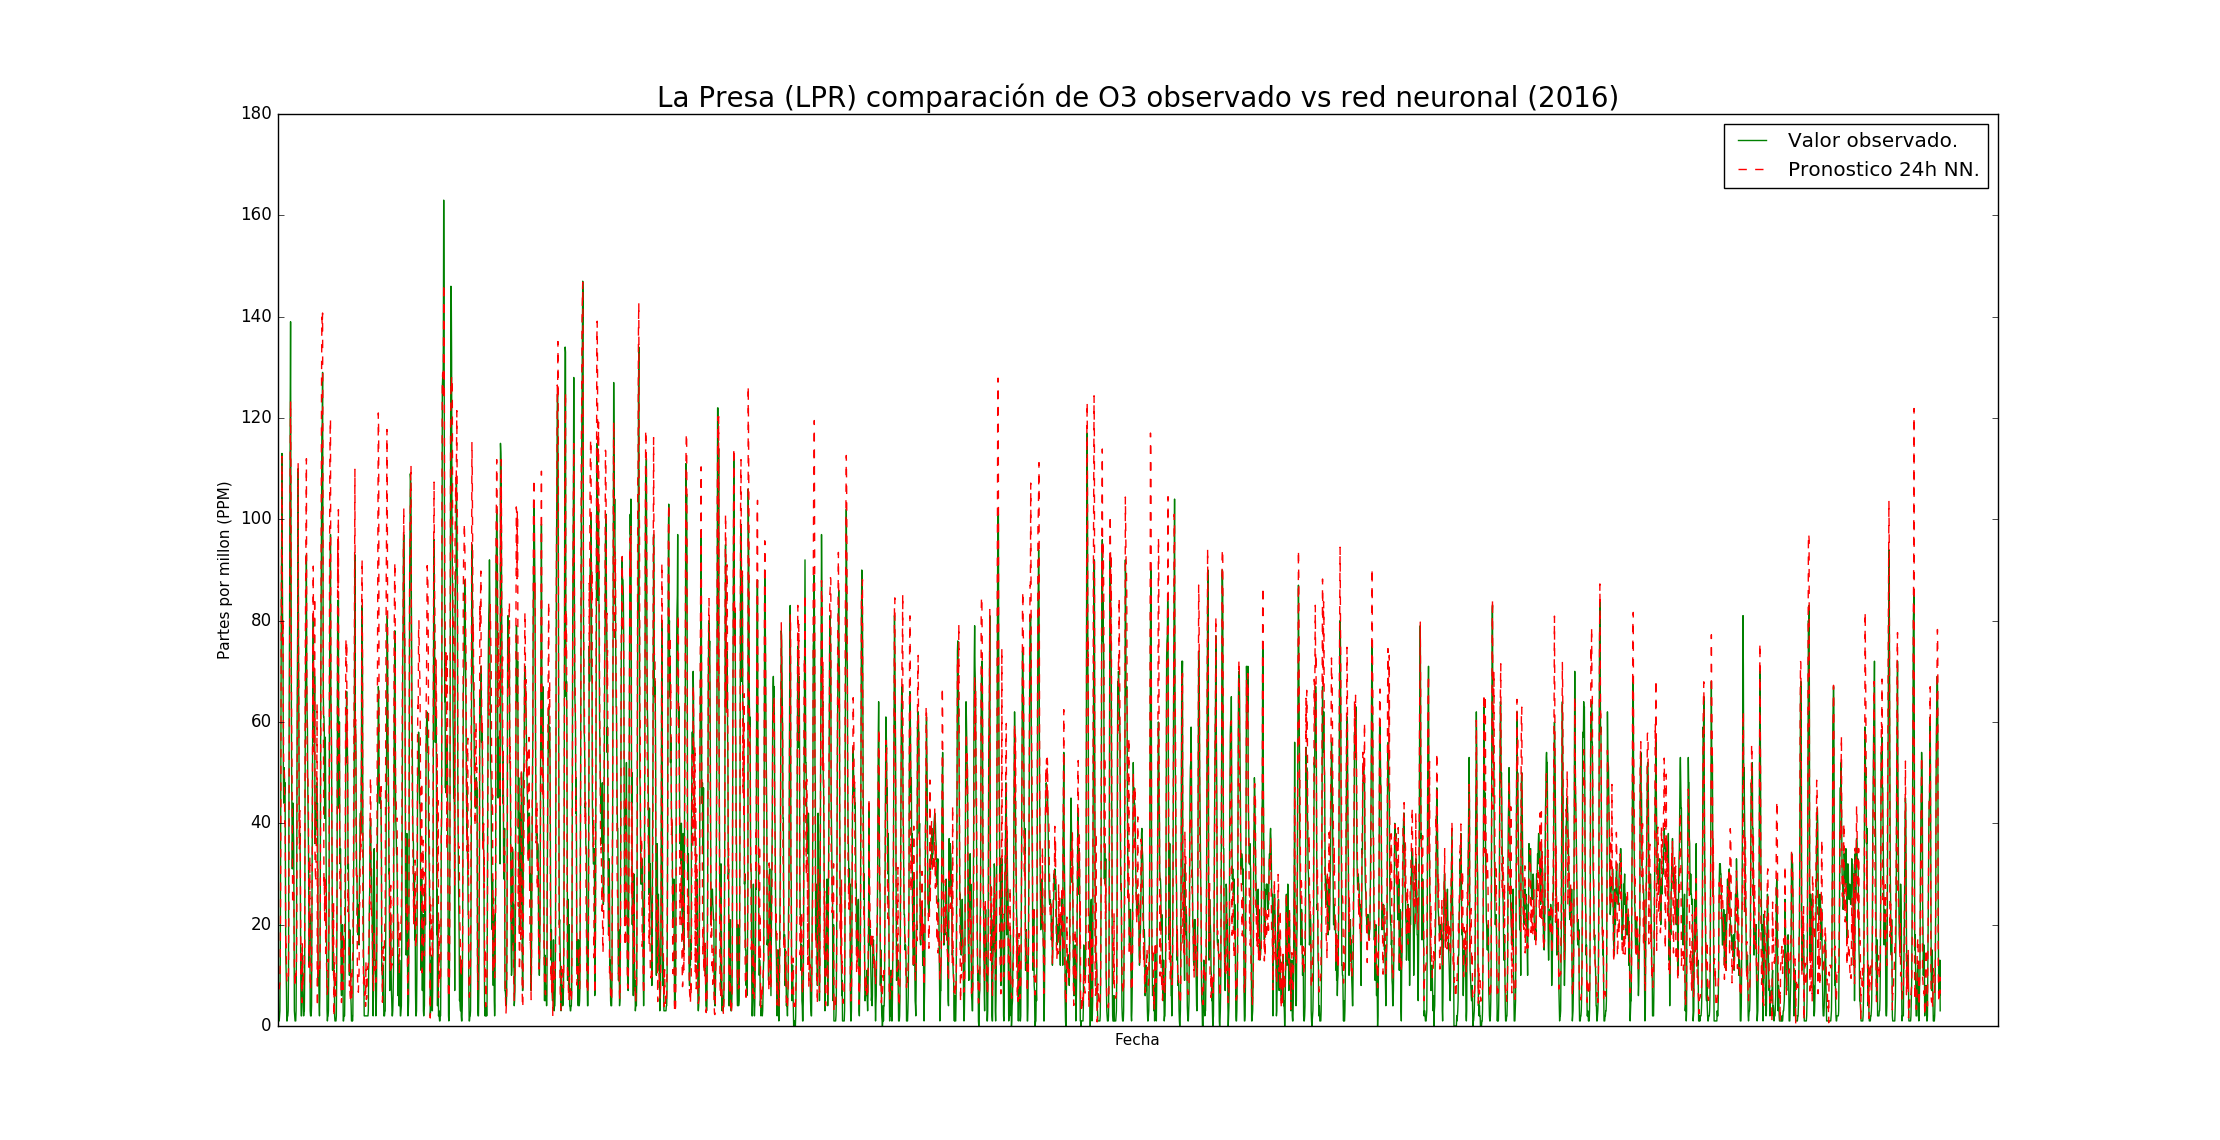 La Presa (LPR) comparación de O3 observado vs red neuronal (2016)
Valor observado.
Pronostico 24h NN.
Partes por millon (PPM)
180
160
140
120
100
80
60
40
20
0
Fecha